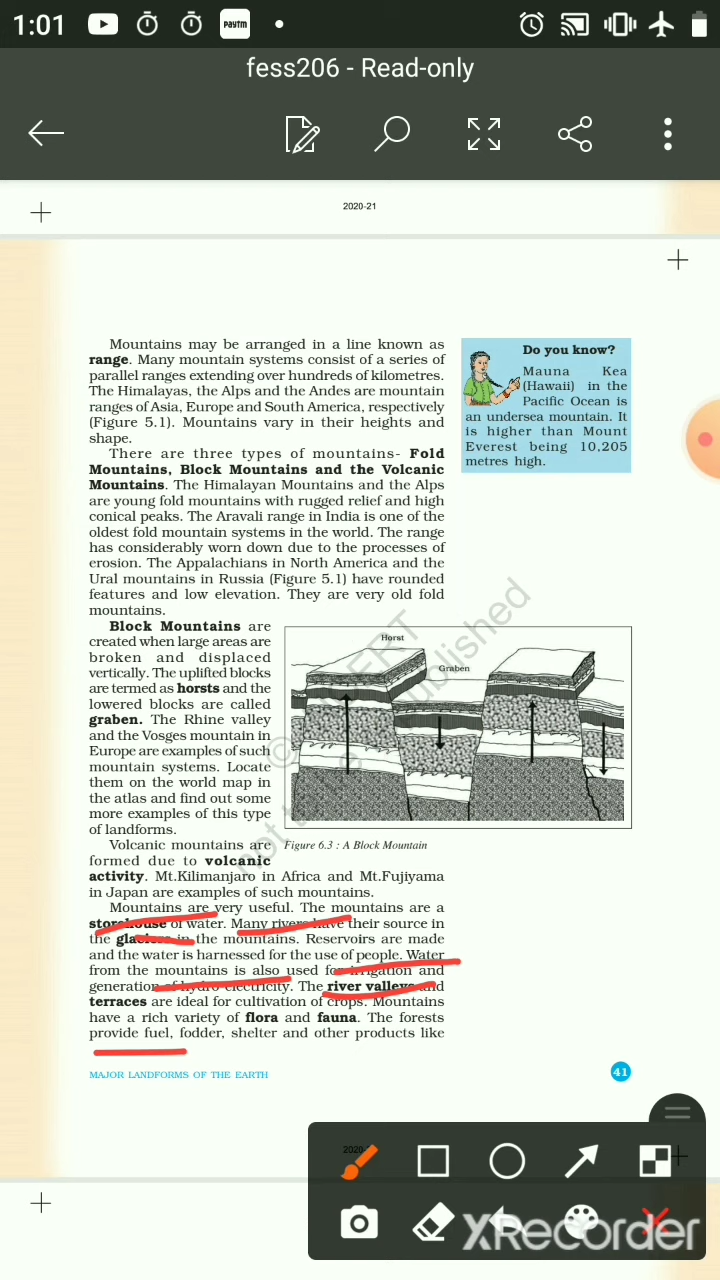 1:01
Paytm
fess206 - Read-only
2020-21
Mountains may be arranged in a line known as
range. Many mountain systems consist of a series of
parallel ranges extending over hundreds of kilometres.
The Himalayas, the Alps and the Andes are mountain
ranges of Asia, Europe and South America, respectively
(Figure 5.1). Mountains vary in their heights and
shape.
There are three types of mountains- Fold
Mountains, Block Mountains and the Volcanic
Mountains. The Himalayan Mountains and the Alps
are young fold mountains with rugged relief and high
conical peaks. The Aravali range in India is one of the
oldest fold mountain systems in the world. The range
has considerably worn down due to the processes of
erosion. The Appalachians in North America and the
Ural mountains in Russia (Figure 5.1) have rounded
features and low elevation. They are very old fold
mountains.
Block Mountains are
created when large areas are
broken and displaced
vertically. The uplifted blocks
are termed as horsts and the
lowered blocks are called
graben. The Rhine valley
and the Vosges mountain in
Europe are examples of such
mountain systems. Locate
them on the world map in
the atlas and find out some
more examples of this type
of landforms.
Volcanic mountains are
formed due to volcanic
activity. Mt.Kilimanjaro in Africa and Mt.Fujiyama
in Japan are examples of such mountains.
Mountains are very useful. The mountains are a
storehouse of water. Many rivers have their source in
the glaciers in the mountains. Reservoirs are made
and the water is harnessed for the use of people. Water
from the mountains is also used for irrigation and
generation of hydro-electricity. The river valleys and
terraces are ideal for cultivation of crops. Mountains
have a rich variety of flora and fauna. The forests
provide fuel, fodder, shelter and other products like
Do you know?
Mauna Kea
(Hawaii) in the
Pacific Ocean is
an undersea mountain. It
is higher than Mount
Everest being 10,205
metres high.
Horst
Graben
Figure 6.3 : A Block Mountain
MAJOR LANDFORMS OF THE EARTH
41
XRecorder